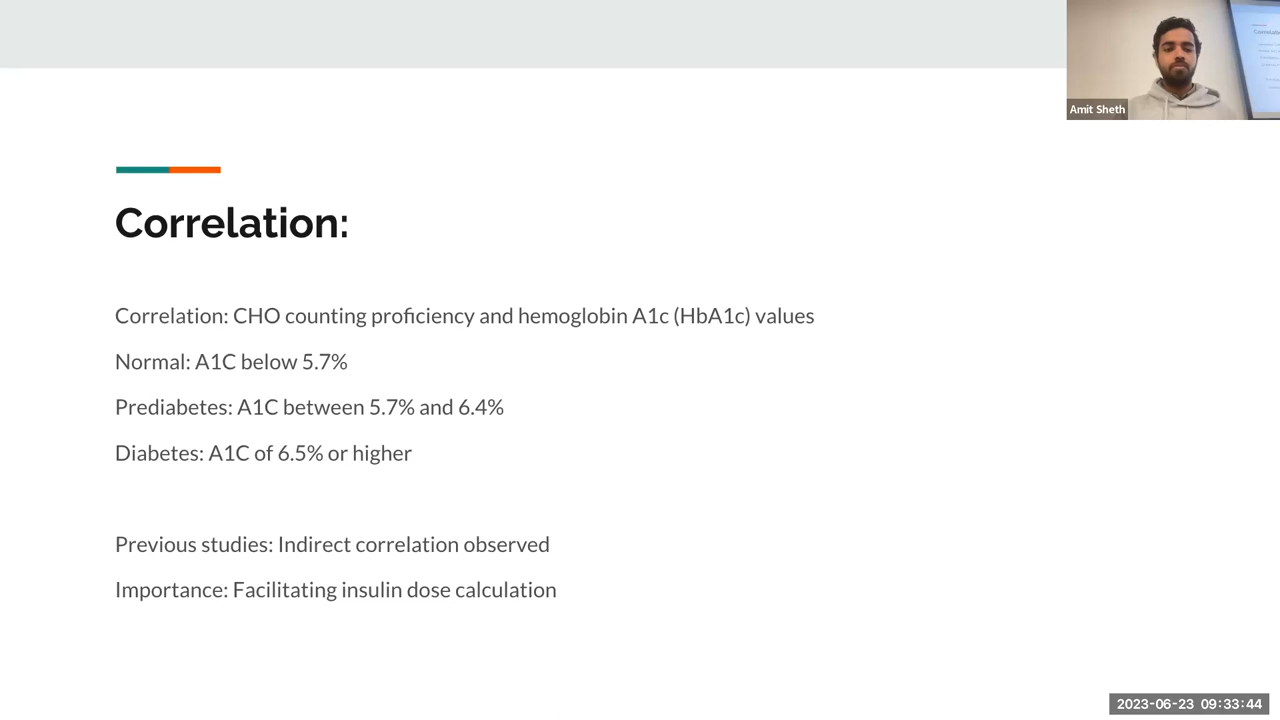 Amit Sheth
Correlation:
Correlation: CHO counting proficiency and hemoglobin A1c (HbA1c) values
Normal: A1C below 5.7%
Prediabetes: A1C between 5.7% and 6.4%
Diabetes: A1C of 6.5% or higher
Previous studies: Indirect correlation observed
Importance: Facilitating insulin dose calculation
2023-06-23 09:33:44